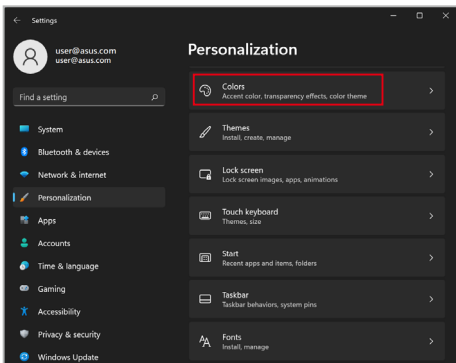 Settings
user@asus.com
user@asus.com
Find a setting
System
Bluetooth & devices
Network & internet
Personalization
Apps
Accounts
Time & language
Gaming
Accessibility
Privacy & security
Windows Update
Personalization
Colors
Accent color, transparency effects, color theme
Themes
Install, create, manage
Lock screen
Lock screen images, apps, animations
Touch keyboard
Themes, size
Start
Recent apps and items, folders
Taskbar
Taskbar behaviors, system pins
Fonts
Install, manage